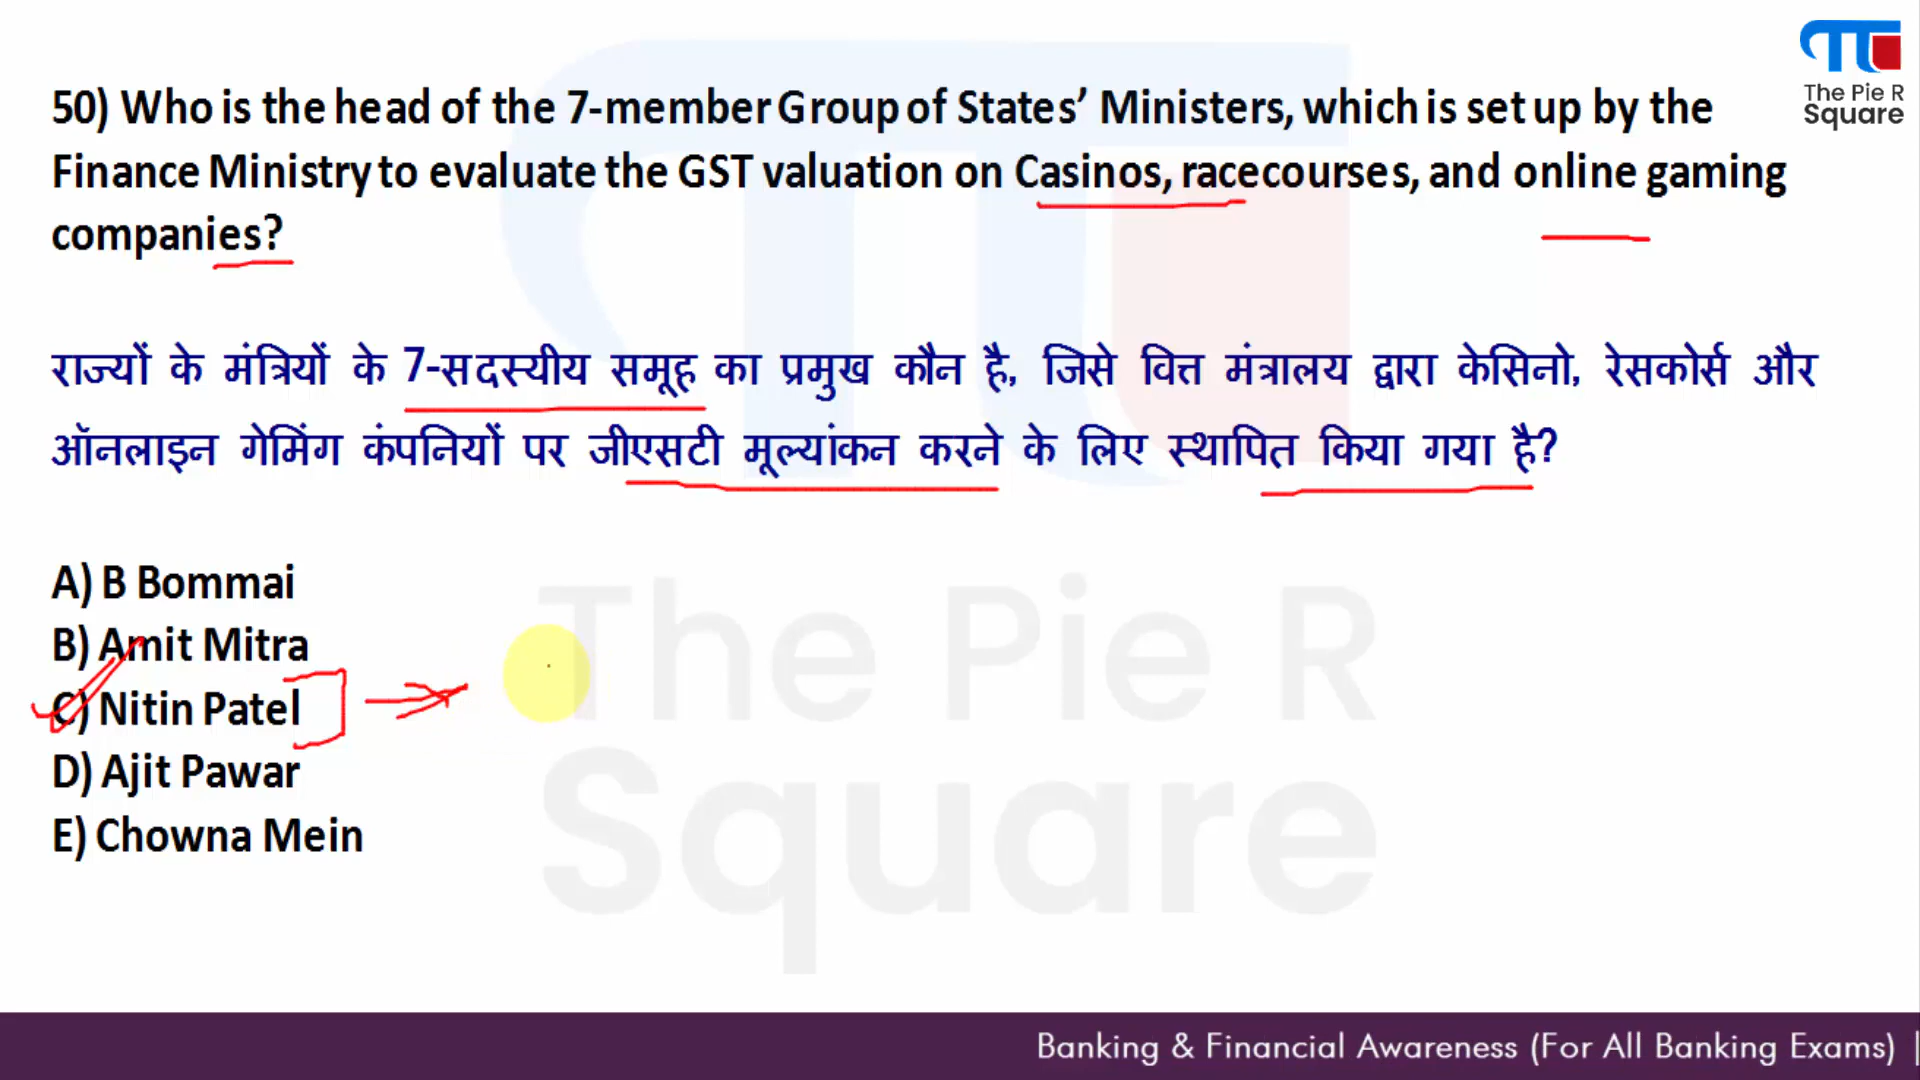 The Pie R
Square
50) Who is the head of the 7-member Group of States’ Ministers, which is set up by the
Finance Ministry to evaluate the GST valuation on Casinos, racecourses, and online gaming
companies?
राज्यों के मंत्रियों के 7-सदस्यीय समूह का प्रमुख कौन है, जिसे वित्त मंत्रालय द्वारा केसिनो, रेसकोर्स और
ऑनलाइन गेमिंग कंपनियों पर जीएसटी मूल्यांकन करने के लिए स्थापित किया गया है?
A) B Bommai
B) Amit Mitra
C) Nitin Patel
D) Ajit Pawar
E) Chowna Mein
The Pie R
Square
Banking & Financial Awareness (For All Banking Exams) |